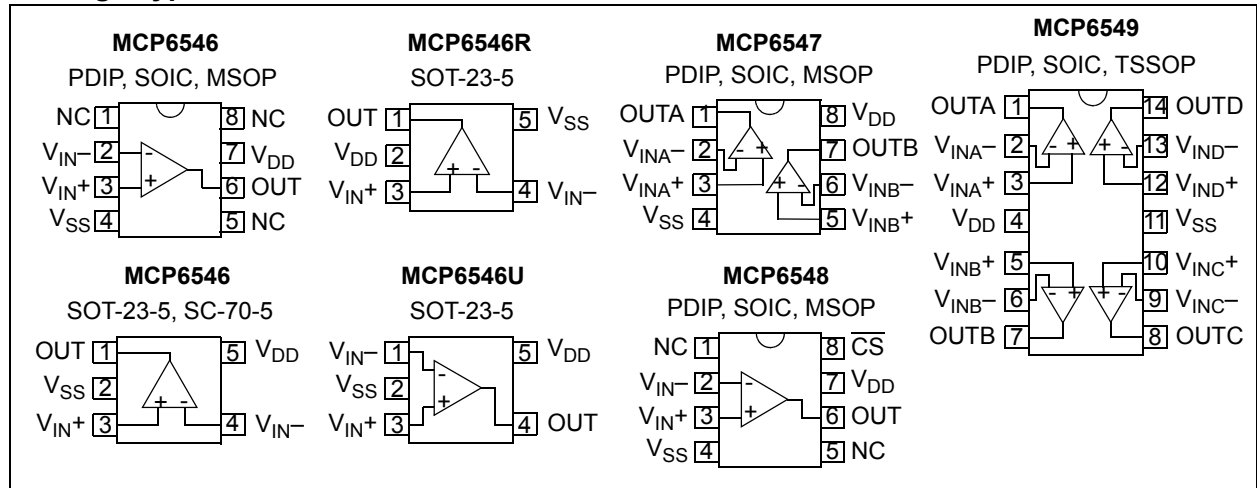 MCP6546
PDIP, SOIC, MSOP
NC 1
8 NC
VIN– 2
7 VDD
VIN+ 3
6 OUT
VSS 4
5 NC
-
+
MCP6546R
SOT-23-5
OUT 1
5 VSS
VDD 2
VIN+ 3
4 VIN–
+ -
MCP6547
PDIP, SOIC, MSOP
OUTA 1
8 VDD
VINA– 2
7 OUTB
VINA+ 3
6 VINB–
VSS 4
5 VINB+
- +
+ -
MCP6549
PDIP, SOIC, TSSOP
OUTA 1
14 OUTD
VINA– 2
13 VIND–
VINA+ 3
12 VIND+
VDD 4
11 VSS
VINB+ 5
10 VINC+
VINB– 6
9 VINC–
OUTB 7
8 OUTC
- +
+ -
- +
+ -
MCP6546
SOT-23-5, SC-70-5
OUT 1
5 VDD
VSS 2
VIN+ 3
4 VIN–
+ -
MCP6546U
SOT-23-5
VIN– 1
5 VDD
VSS 2
VIN+ 3
4 OUT
-
+
MCP6548
PDIP, SOIC, MSOP
NC 1
8 C̅S̅
VIN– 2
7 VDD
VIN+ 3
6 OUT
VSS 4
5 NC
-
+